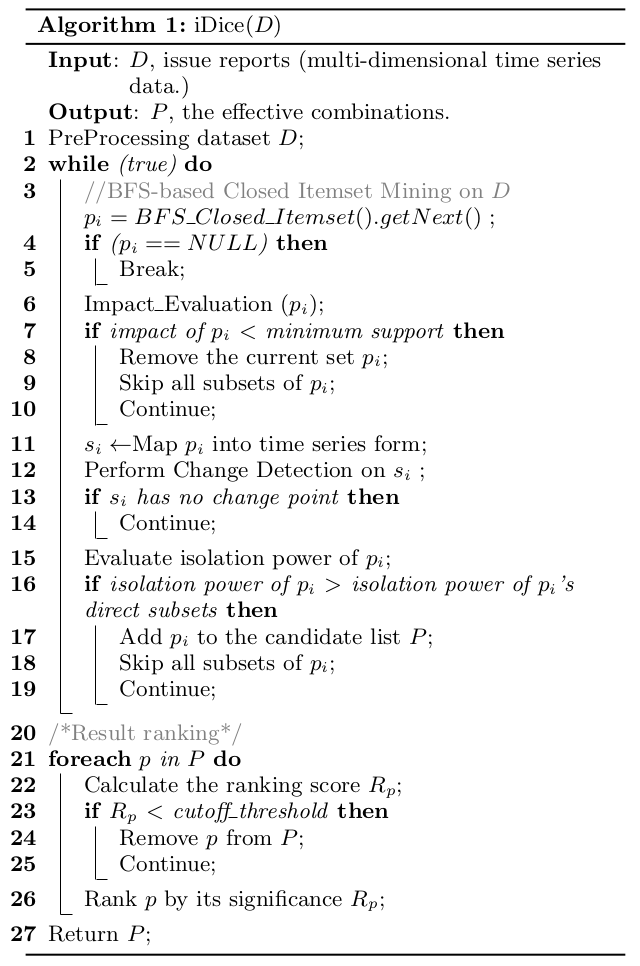 Algorithm 1: iDice(D)
Input: D, issue reports (multi-dimensional time series
data.)
Output: P, the effective combinations.
1 PreProcessing dataset D;
2 while (true) do
3 //BFS-based Closed Itemset Mining on D
p_i = BFS_Closed_Itemset().getNext() ;
4 if (p_i == NULL) then
5 Break;
6 Impact_Evaluation (p_i);
7 if impact of p_i < minimum support then
8 Remove the current set p_i;
9 Skip all subsets of p_i;
10 Continue;
11 s_i ←Map p_i into time series form;
12 Perform Change Detection on s_i ;
13 if s_i has no change point then
14 Continue;
15 Evaluate isolation power of p_i;
16 if isolation power of p_i > isolation power of p_i's
direct subsets then
17 Add p_i to the candidate list P;
18 Skip all subsets of p_i;
19 Continue;
20 /*Result ranking*/
21 foreach p in P do
22 Calculate the ranking score R_p;
23 if R_p < cutoff_threshold then
24 Remove p from P;
25 Continue;
26 Rank p by its significance R_p;
27 Return P;